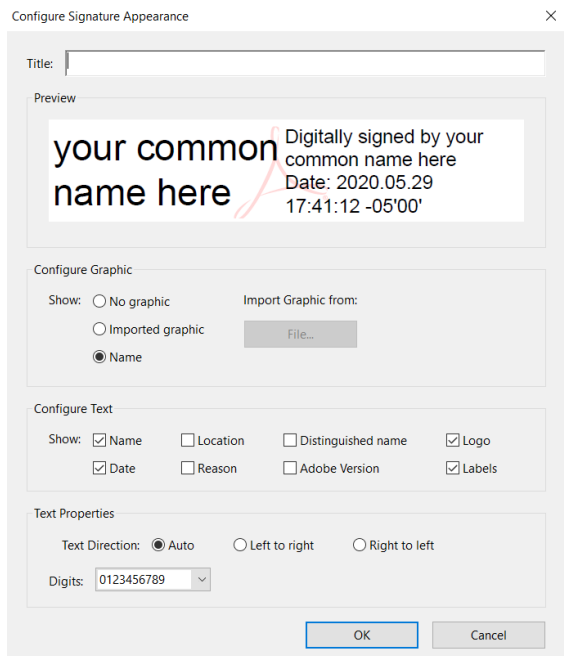 Configure Signature Appearance
Title:
Preview
your common
name here
Digitally signed by your
common name here
Date: 2020.05.29
17:41:12 -05'00'
Configure Graphic
Show:
No graphic
Import Graphic from:
Imported graphic
File...
Name
Configure Text
Show:
Name
Location
Distinguished name
Logo
Date
Reason
Adobe Version
Labels
Text Properties
Text Direction:
Auto
Left to right
Right to left
Digits:
0123456789
OK
Cancel